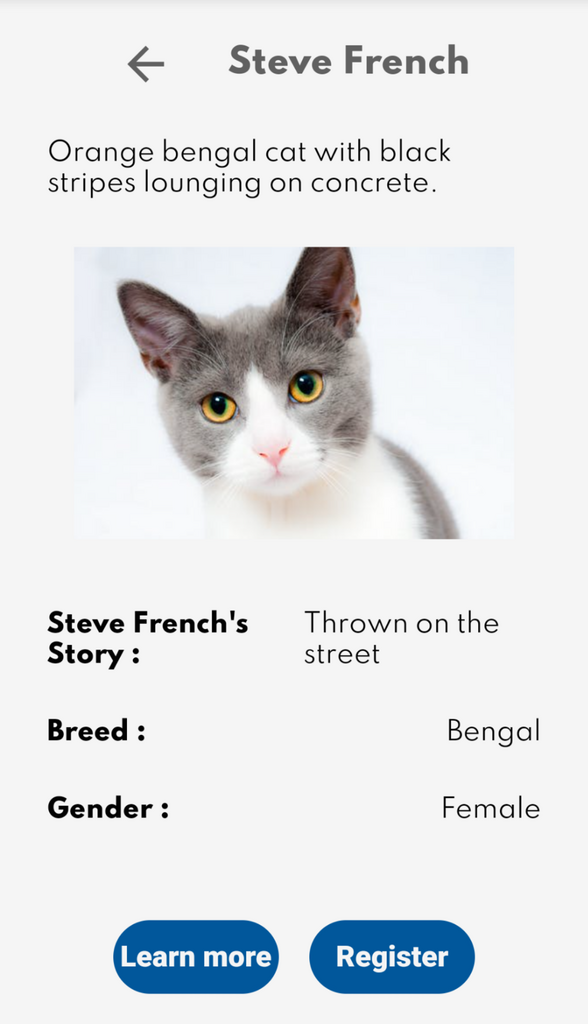 Steve French
Orange bengal cat with black
stripes lounging on concrete.
Steve French's
Story :
Thrown on the
street
Breed :
Bengal
Gender :
Female
Learn more
Register